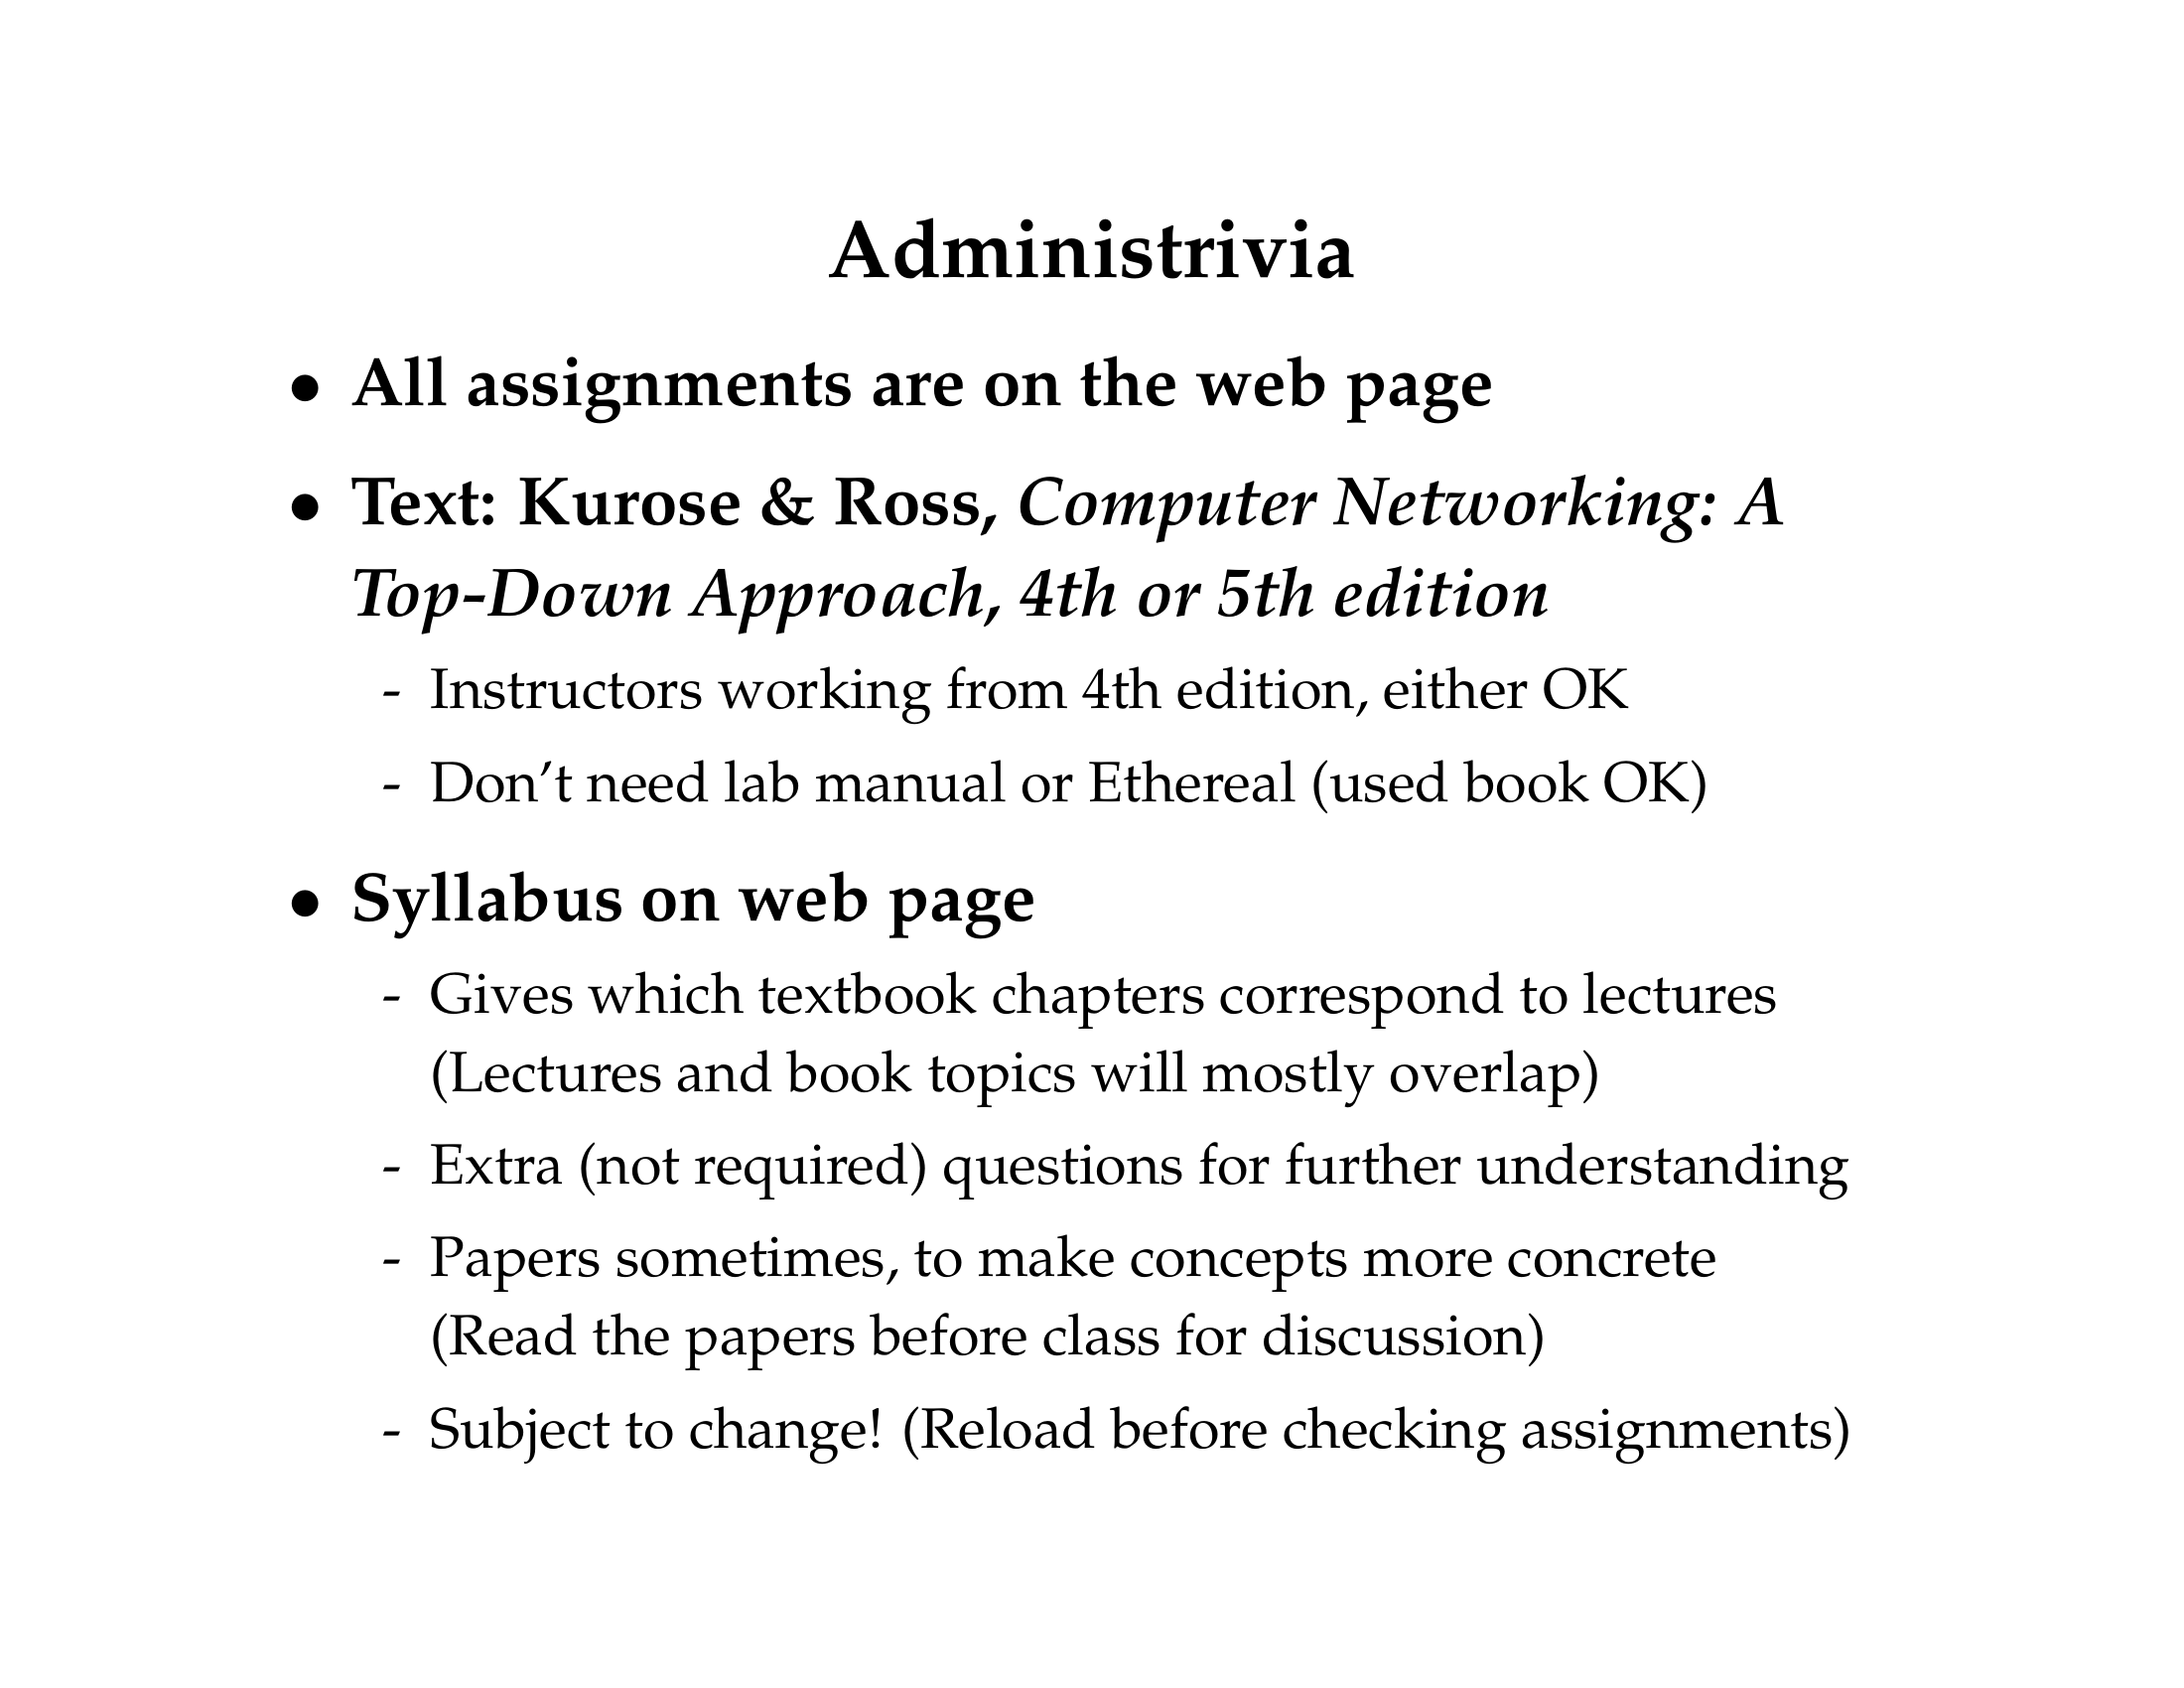 Administrivia
• All assignments are on the web page
• Text: Kurose & Ross, Computer Networking: A
Top-Down Approach, 4th or 5th edition
- Instructors working from 4th edition, either OK
- Don’t need lab manual or Ethereal (used book OK)
• Syllabus on web page
- Gives which textbook chapters correspond to lectures
(Lectures and book topics will mostly overlap)
- Extra (not required) questions for further understanding
- Papers sometimes, to make concepts more concrete
(Read the papers before class for discussion)
- Subject to change! (Reload before checking assignments)